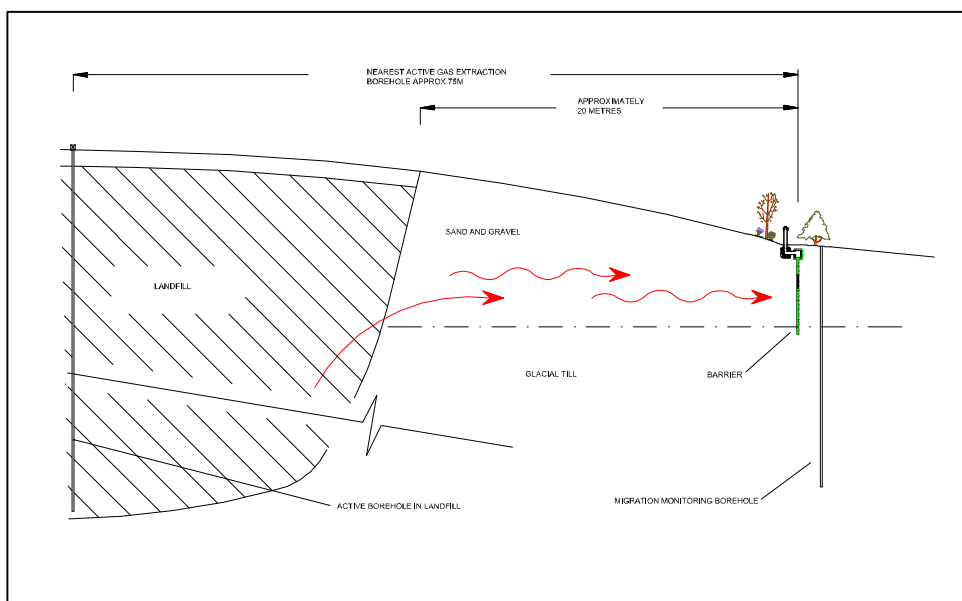 NEAREST ACTIVE GAS EXTRACTION
BOREHOLE APPROX 75M
APPROXIMATELY
20 METRES
SAND AND GRAVEL
LANDFILL
GLACIAL TILL
BARRIER
MIGRATION MONITORING BOREHOLE
ACTIVE BOREHOLE IN LANDFILL